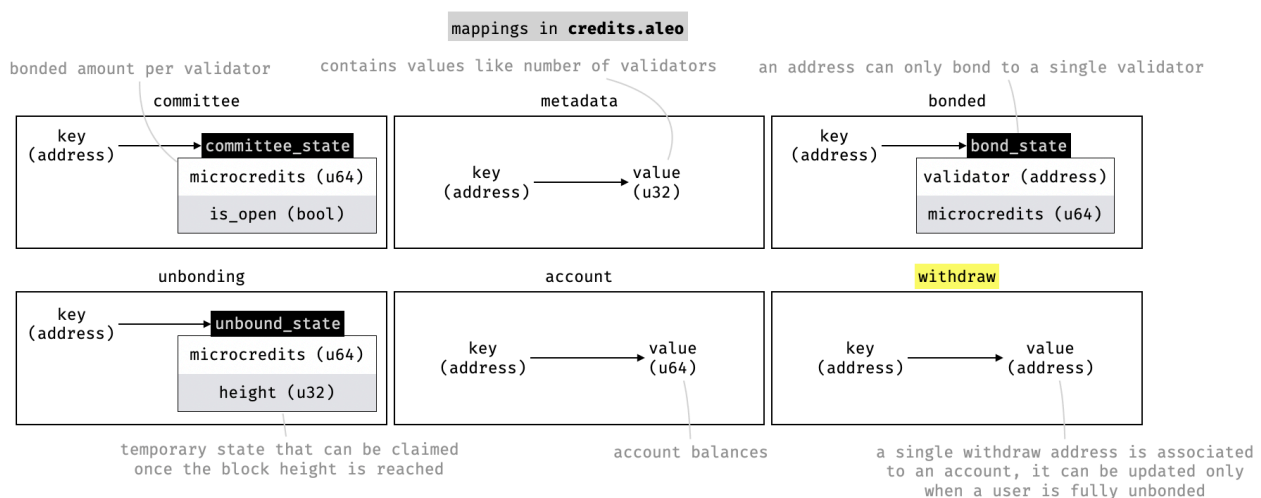 mappings in credits.aleo
bonded amount per validator
contains values like number of validators
an address can only bond to a single validator
committee
key
(address)
committee_state
microcredits (u64)
is_open (bool)
metadata
key
(address)
value
(u32)
bonded
key
(address)
bond_state
validator (address)
microcredits (u64)
unbonding
key
(address)
unbound_state
microcredits (u64)
height (u32)
temporary state that can be claimed
once the block height is reached
account
key
(address)
value
(u64)
account balances
withdraw
key
(address)
value
(address)
a single withdraw address is associated
to an account, it can be updated only
when a user is fully unbonded